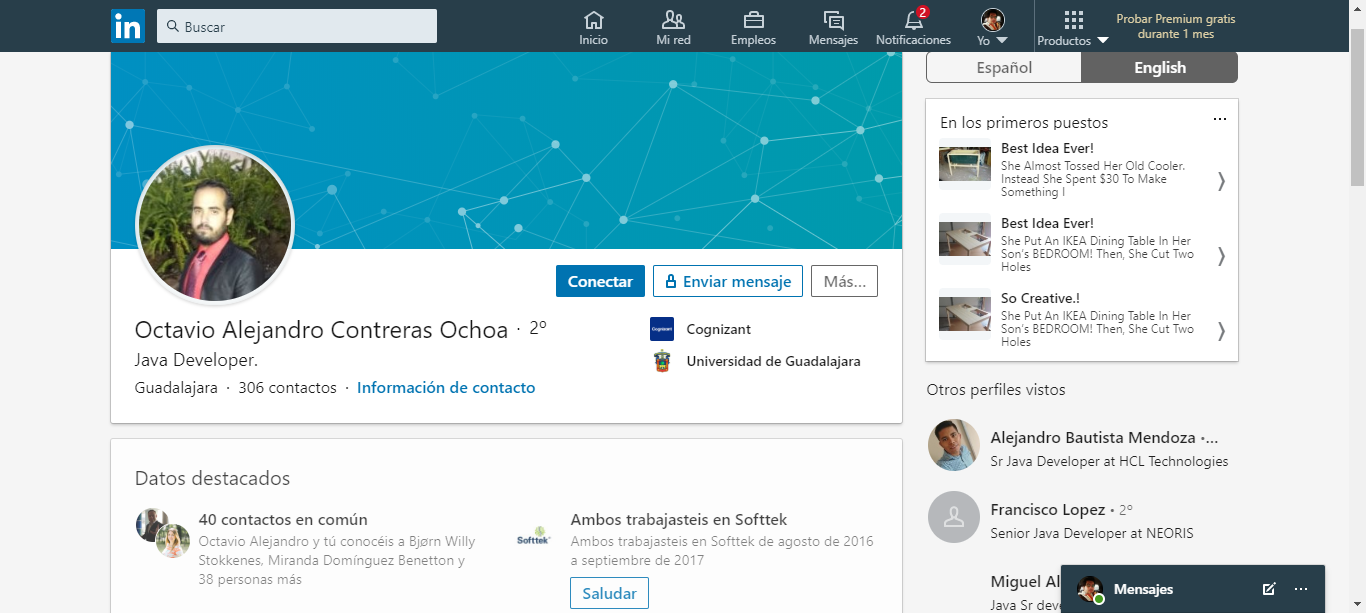 in
Buscar
Inicio
Mi red
Empleos
Mensajes
2
Notificaciones
Yo
Productos
Probar Premium gratis
durante 1 mes
Español
English
En los primeros puestos
...
Best Idea Ever!
She Almost Tossed Her Old Cooler.
Instead She Spent $30 To Make
Something I
Best Idea Ever!
She Put An IKEA Dining Table In Her
Son's BEDROOM! Then, She Cut Two
Holes
So Creative.!
She Put An IKEA Dining Table In Her
Son's BEDROOM! Then, She Cut Two
Holes
Conectar
Enviar mensaje
Más...
Octavio Alejandro Contreras Ochoa · 2º
Java Developer.
Guadalajara · 306 contactos · Información de contacto
Cognizant
Cognizant
Universidad de Guadalajara
Otros perfiles vistos
Alejandro Bautista Mendoza •...
Sr Java Developer at HCL Technologies
Francisco Lopez • 2º
Senior Java Developer at NEORIS
Miguel Al
Java Sr deve
Datos destacados
40 contactos en común
Octavio Alejandro y tú conocéis a Bjørn Willy
Stokkenes, Miranda Domínguez Benetton y
38 personas más
Softtek
Ambos trabajasteis en Softtek
Ambos trabajasteis en Softtek de agosto de 2016
a septiembre de 2017
Saludar
Mensajes
...